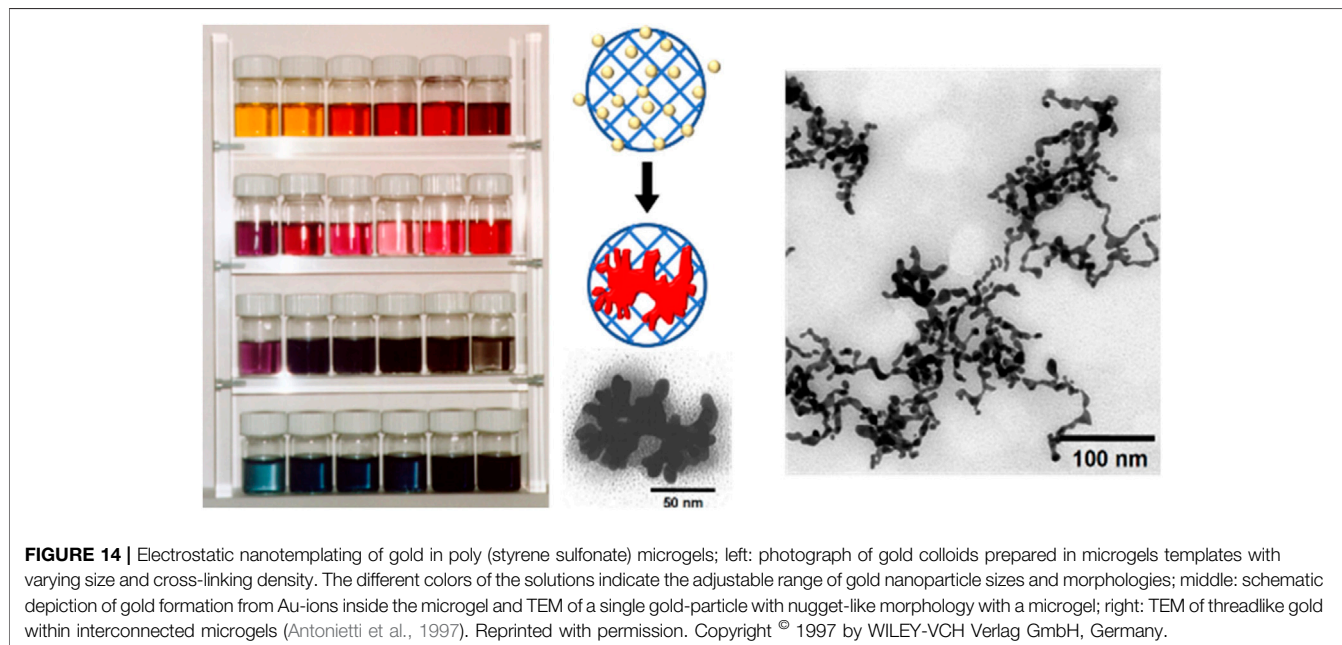 50 nm
100 nm
FIGURE 14 | Electrostatic nanotemplating of gold in poly (styrene sulfonate) microgels; left: photograph of gold colloids prepared in microgels templates with
varying size and cross-linking density. The different colors of the solutions indicate the adjustable range of gold nanoparticle sizes and morphologies; middle: schematic
depiction of gold formation from Au-ions inside the microgel and TEM of a single gold-particle with nugget-like morphology with a microgel; right: TEM of threadlike gold
within interconnected microgels (Antonietti et al., 1997). Reprinted with permission. Copyright © 1997 by WILEY-VCH Verlag GmbH, Germany.